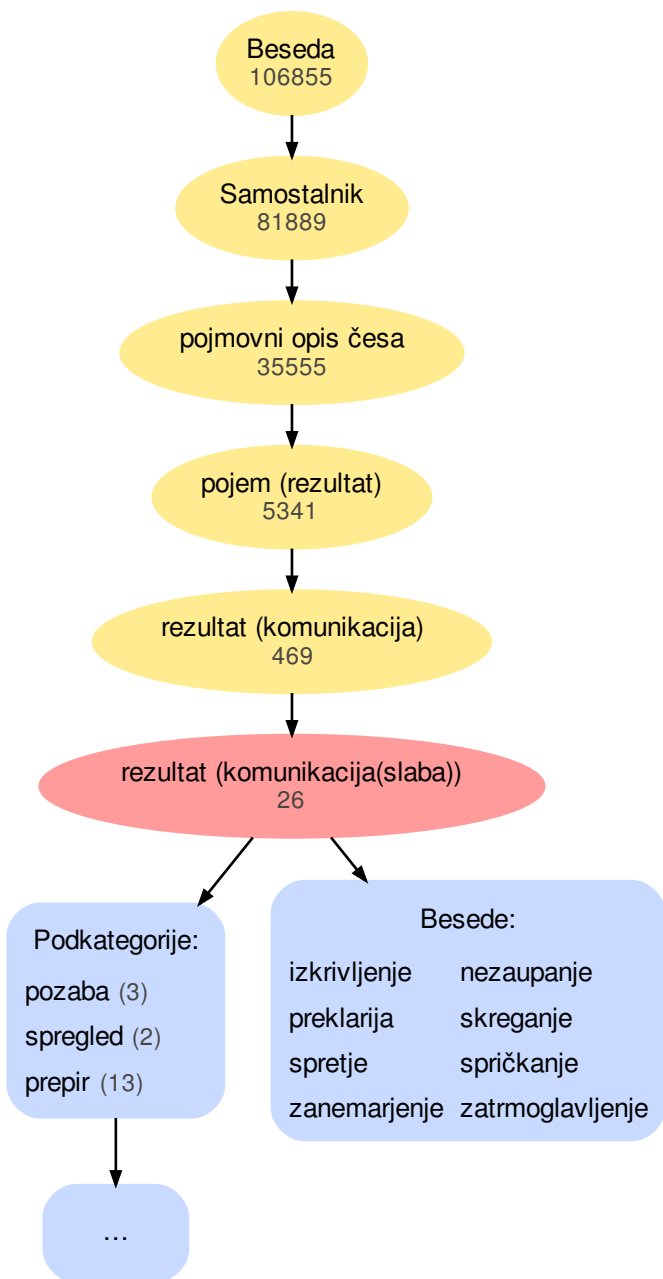 Beseda
106855
Samostalnik
81889
pojmovni opis česa
35555
pojem (rezultat)
5341
rezultat (komunikacija)
469
rezultat (komunikacija(slaba))
26
Podkategorije:
pozaba (3)
spregled (2)
prepir (13)
...
Besede:
izkrivljenje nezaupanje
preklarija skreganje
spretje spričkanje
zanemarjenje zatrmoglavljenje